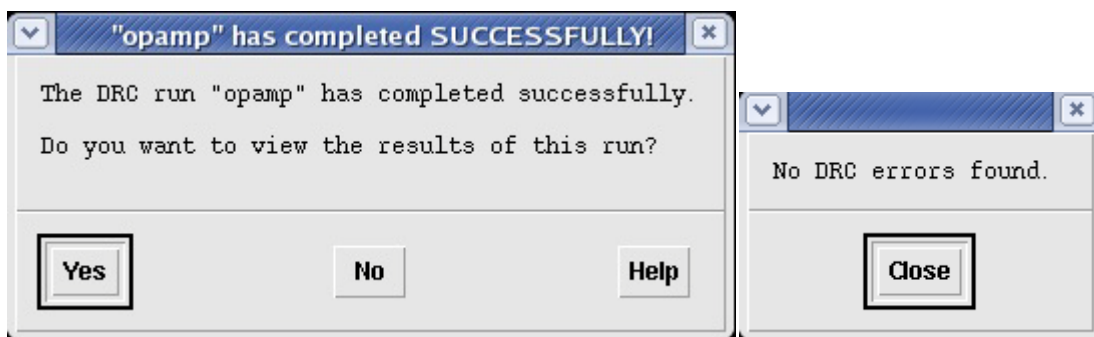 "opamp" has completed SUCCESSFULLY!
The DRC run "opamp" has completed successfully.
Do you want to view the results of this run?
Yes
No
Help
No DRC errors found.
Close